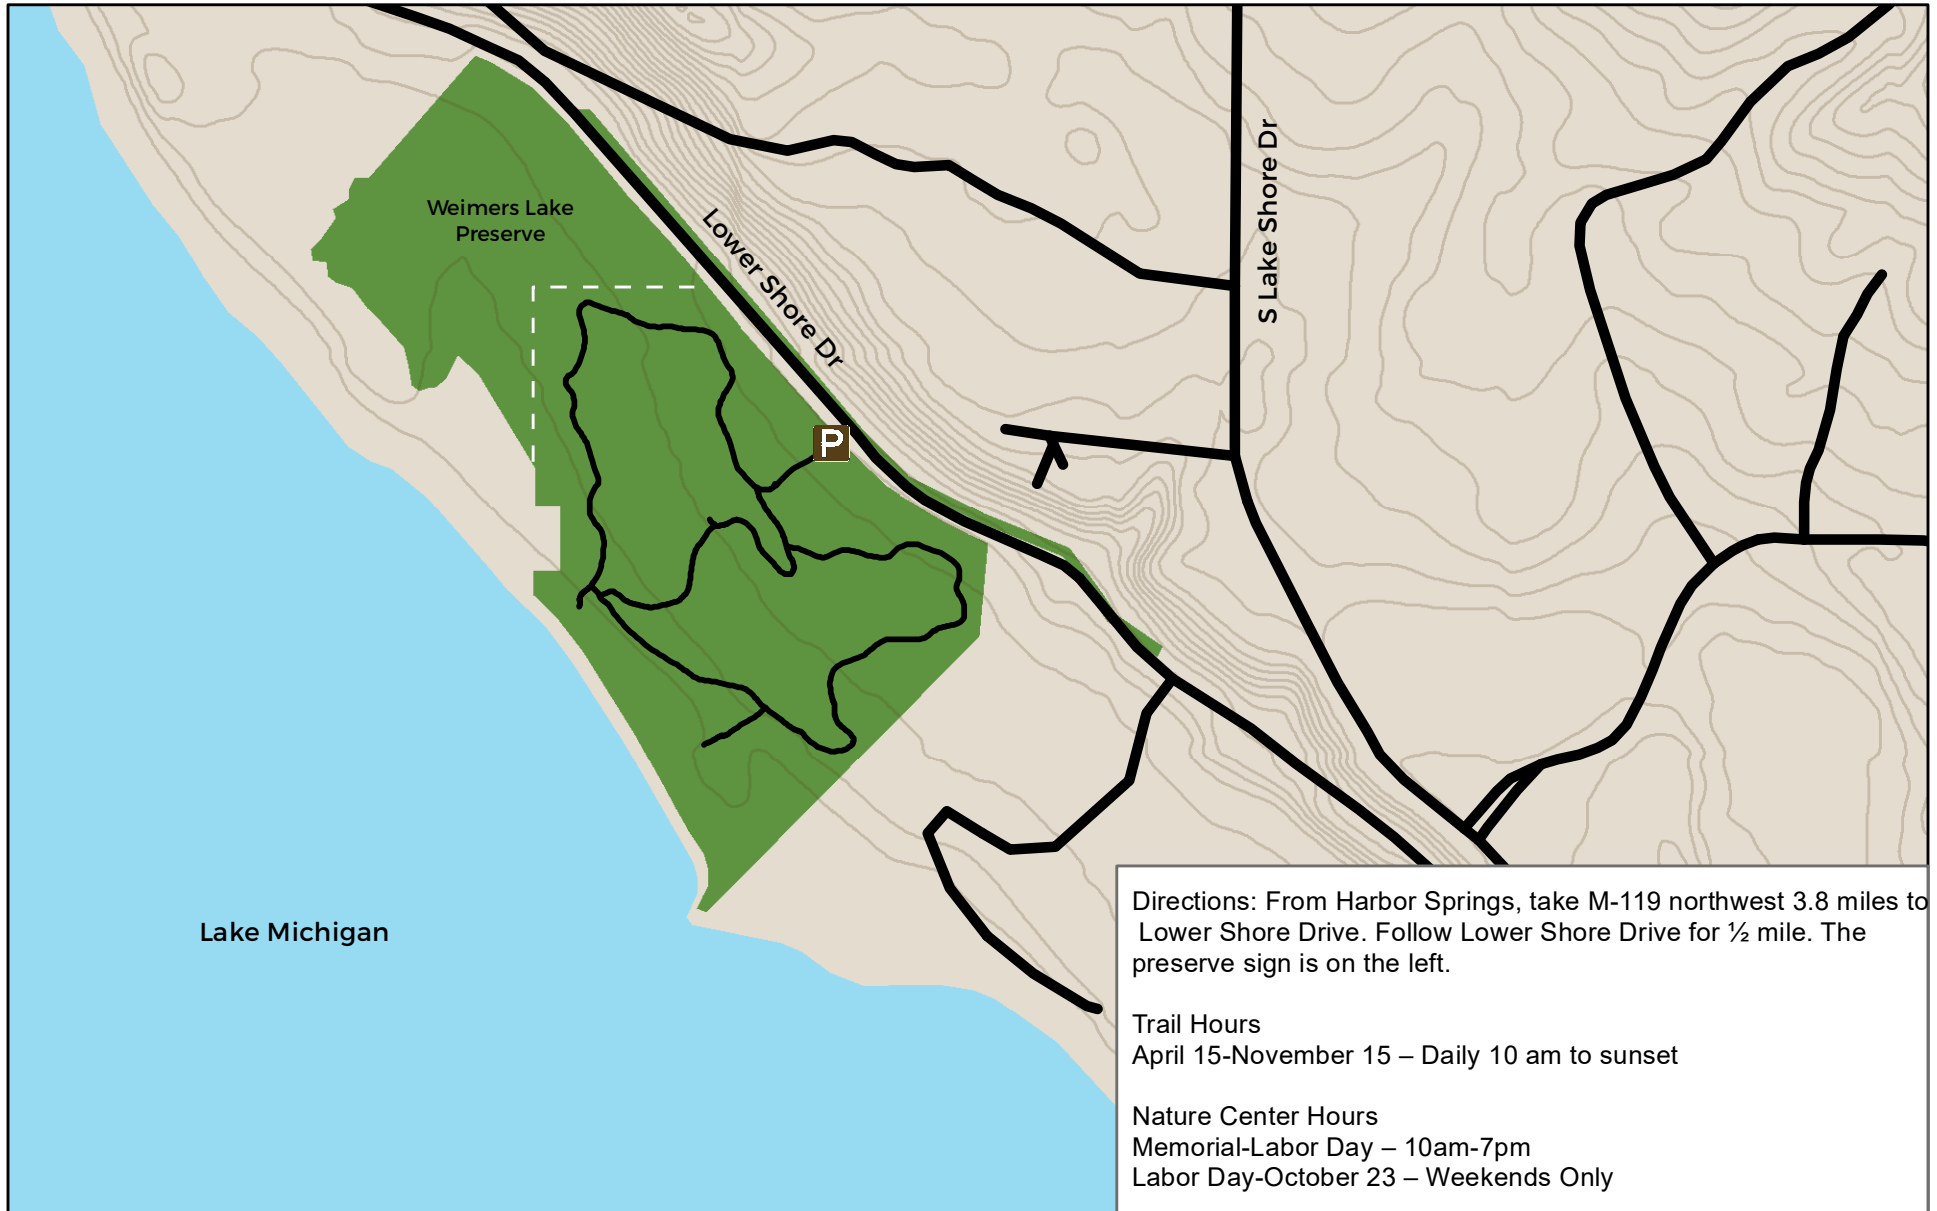 Weimers Lake
Preserve
Lower Shore Dr
S Lake Shore Dr
P
Lake Michigan
Directions: From Harbor Springs, take M-119 northwest 3.8 miles to
Lower Shore Drive. Follow Lower Shore Drive for ½ mile. The
preserve sign is on the left.
Trail Hours
April 15-November 15 – Daily 10 am to sunset
Nature Center Hours
Memorial-Labor Day – 10am-7pm
Labor Day-October 23 – Weekends Only